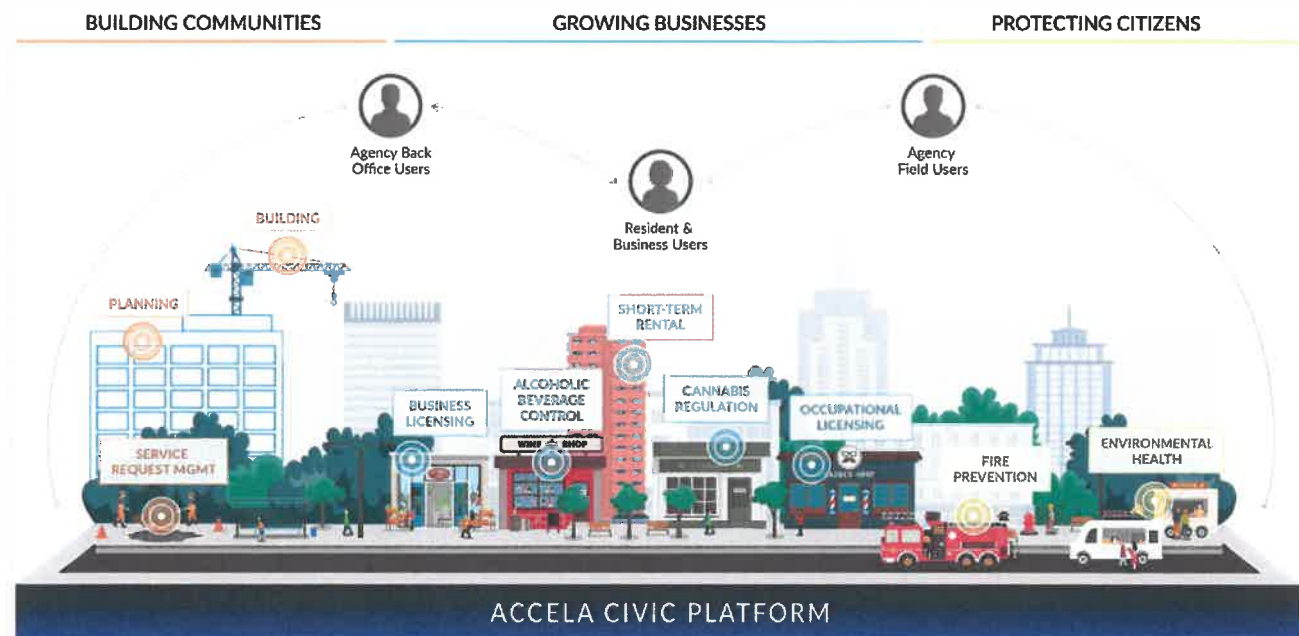 BUILDING COMMUNITIES
GROWING BUSINESSES
PROTECTING CITIZENS
Agency Back
Office Users
Agency
Field Users
Resident &
Business Users
BUILDING
PLANNING
SHORT-TERM
RENTAL
ALCOHOLIC
BEVERAGE
CONTROL
CANNABIS
REGULATION
BUSINESS
LICENSING
OCCUPATIONAL
LICENSING
SERVICE
REQUEST MGMT
FIRE
PREVENTION
ENVIRONMENTAL
HEALTH
SHOP
ACCELA CIVIC PLATFORM